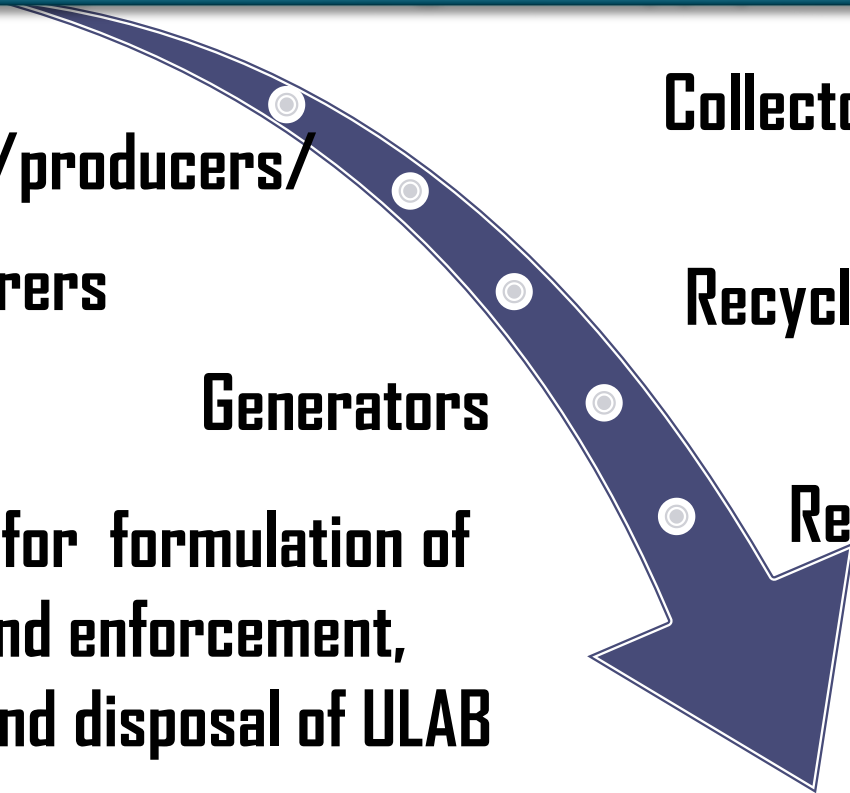 /producers/
rers
Generators
for formulation of
nd enforcement,
nd disposal of ULAB
Collecto
Recycl
Re